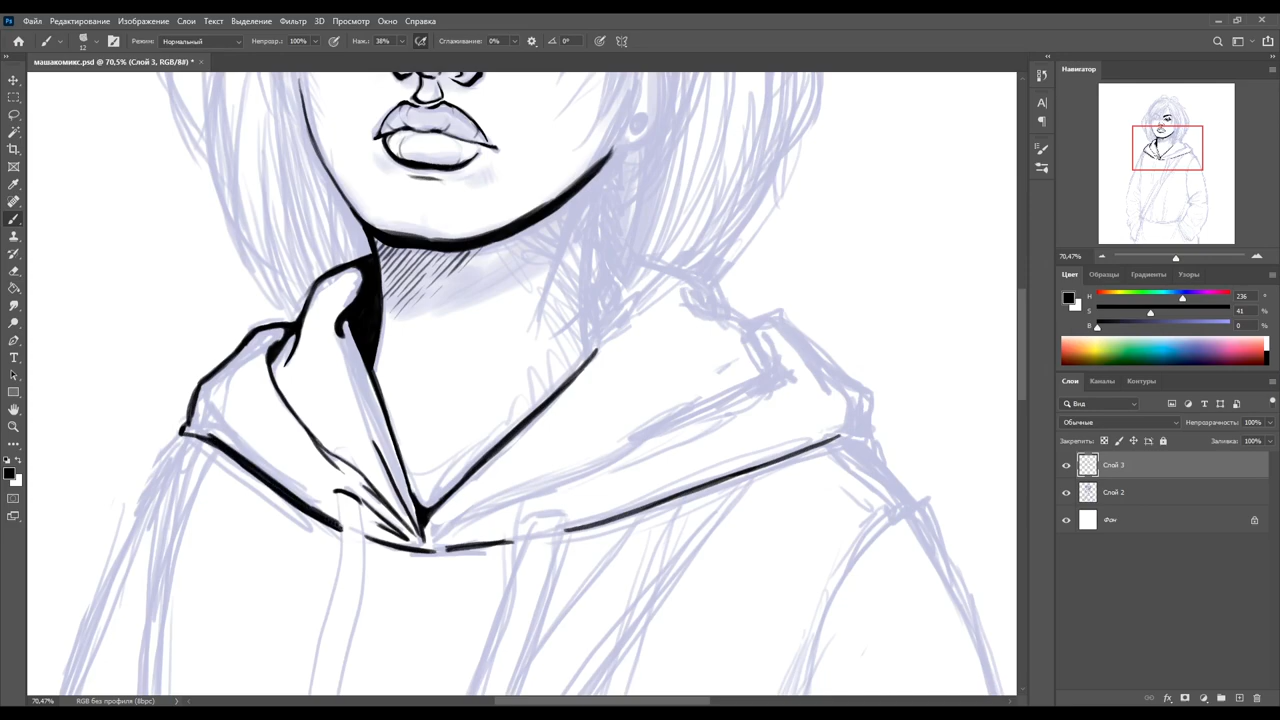 Ps Файл Редактирование Изображение Слои Текст Выделение Фильтр 3D Просмотр Окно Справка
12 Режим: Нормальный Непрозр.: 100% Наж.: 38% Сглаживание: 0% 0°
машакомикс.psd @ 70,5% (Слой 3, RGB/8#) * ×
Навигатор
70,47%
Цвет Образцы Градиенты Узоры
H 236 °
S 41 %
B 0 %
Слои Каналы Контуры
Вид
Обычные Непрозрачность: 100%
Закрепить: Заливка: 100%
Слой 3
Слой 2
Фон
70,47% RGB без профиля (8bpc)